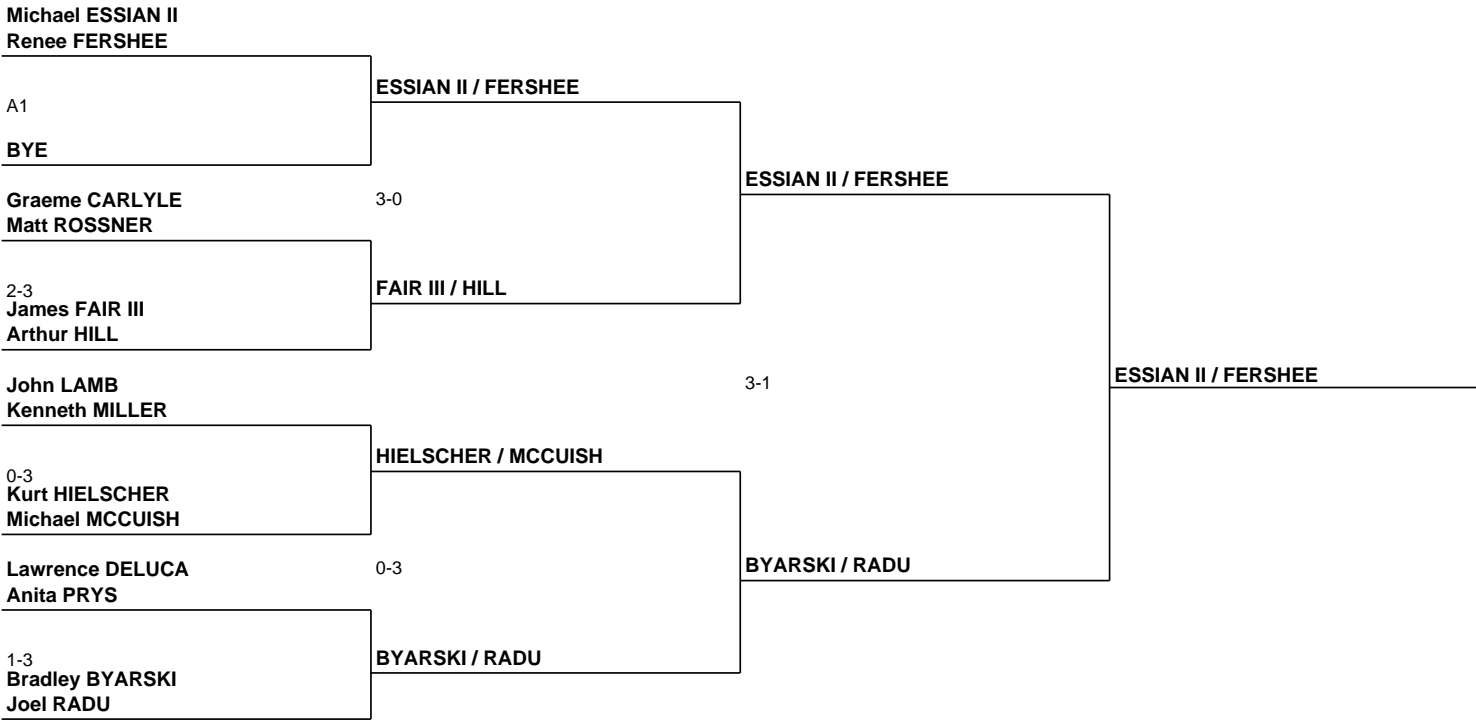 Michael ESSIAN II
Renee FERSHEE
ESSIAN II / FERSHEE
A1
BYE
ESSIAN II / FERSHEE
Graeme CARLYLE
3-0
Matt ROSSNER
FAIR III / HILL
2-3
James FAIR III
Arthur HILL
ESSIAN II / FERSHEE
John LAMB
3-1
Kenneth MILLER
HIELSCHER / MCCUISH
0-3
Kurt HIELSCHER
Michael MCCUISH
BYARSKI / RADU
Lawrence DELUCA
0-3
Anita PRYS
BYARSKI / RADU
1-3
Bradley BYARSKI
Joel RADU